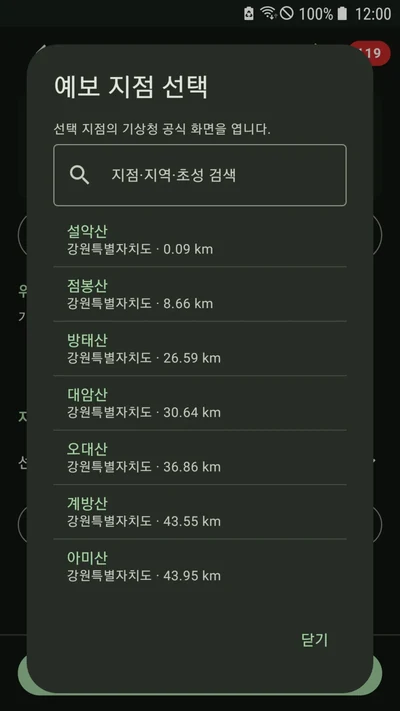 100% 12:00
119
예보 지점 선택
선택 지점의 기상청 공식 화면을 엽니다.
지점·지역·초성 검색
설악산
강원특별자치도 · 0.09 km
점봉산
강원특별자치도 · 8.66 km
방태산
강원특별자치도 · 26.59 km
대암산
강원특별자치도 · 30.64 km
오대산
강원특별자치도 · 36.86 km
계방산
강원특별자치도 · 43.55 km
아미산
강원특별자치도 · 43.95 km
닫기